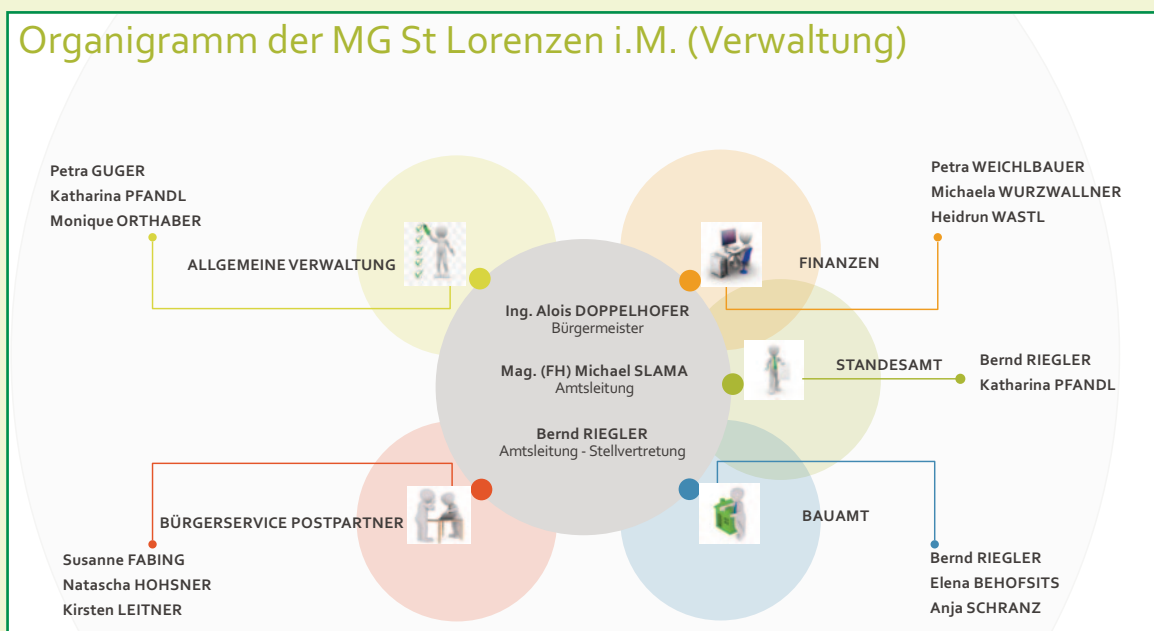 Organigramm der MG St Lorenzen i.M. (Verwaltung)
Petra GUGER
Katharina PFANDL
Monique ORTHABER
ALLGEMEINE VERWALTUNG
Petra WEICHLBAUER
Michaela WURZWALLNER
Heidrun WASTL
FINANZEN
Ing. Alois DOPPELHOFER
Bürgermeister
Mag. (FH) Michael SLAMA
Amtsleitung
Bernd RIEGLER
Amtsleitung - Stellvertretung
STANDESAMT
Bernd RIEGLER
Katharina PFANDL
BÜRGERSERVICE POSTPARTNER
Susanne FABING
Natascha HOHSNER
Kirsten LEITNER
BAUAMT
Bernd RIEGLER
Elena BEHOFSITS
Anja SCHRANZ